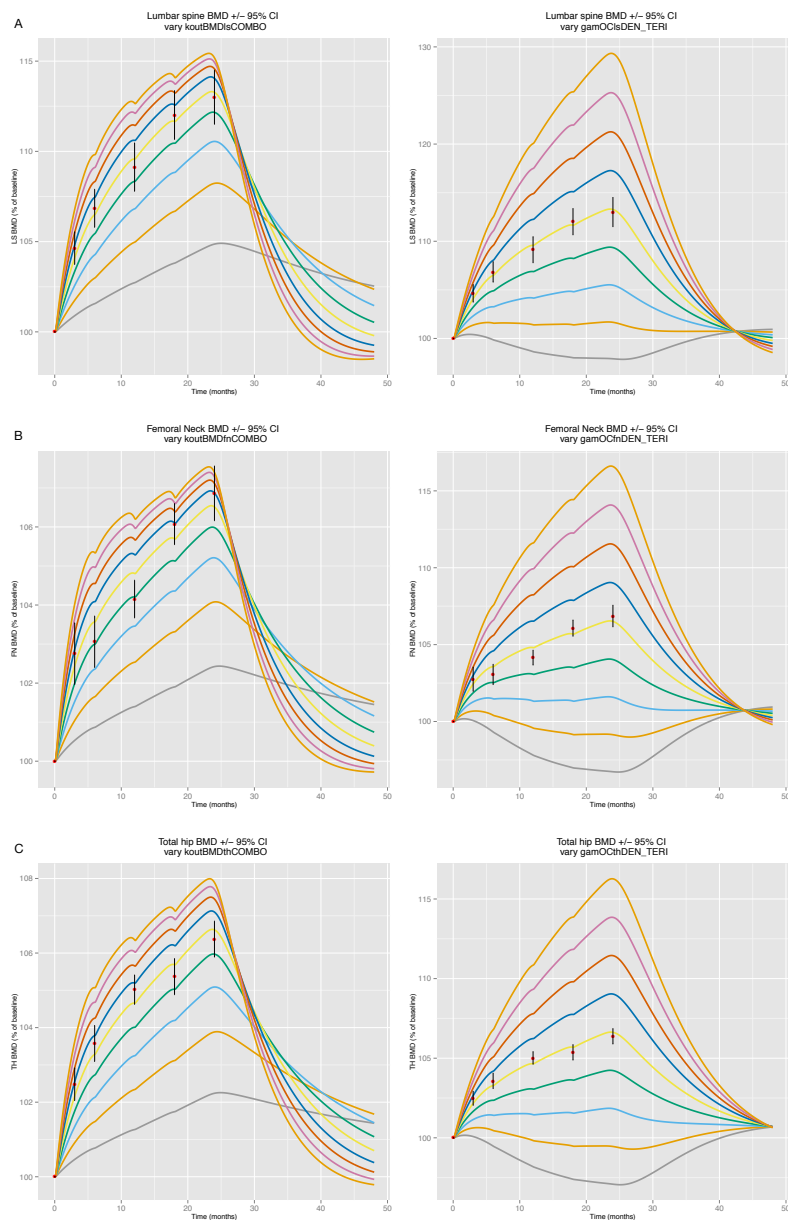 A
Lumbar spine BMD +/− 95% CI
vary koutBMDlsCOMBO
LS BMD (% of baseline)
115
110
105
100
0
10
20
30
40
50
Time (months)
Lumbar spine BMD +/− 95% CI
vary gamOClsDEN_TERI
LS BMD (% of baseline)
130
120
110
100
0
10
20
30
40
50
Time (months)
B
Femoral Neck BMD +/− 95% CI
vary koutBMDfnCOMBO
FN BMD (% of baseline)
106
104
102
100
0
10
20
30
40
50
Time (months)
Femoral Neck BMD +/− 95% CI
vary gamOCfnDEN_TERI
FN BMD (% of baseline)
115
110
105
100
0
10
20
30
40
50
Time (months)
C
Total hip BMD +/− 95% CI
vary koutBMDthCOMBO
TH BMD (% of baseline)
108
106
104
102
100
0
10
20
30
40
50
Time (months)
Total hip BMD +/− 95% CI
vary gamOCthDEN_TERI
TH BMD (% of baseline)
115
110
105
100
0
10
20
30
40
50
Time (months)